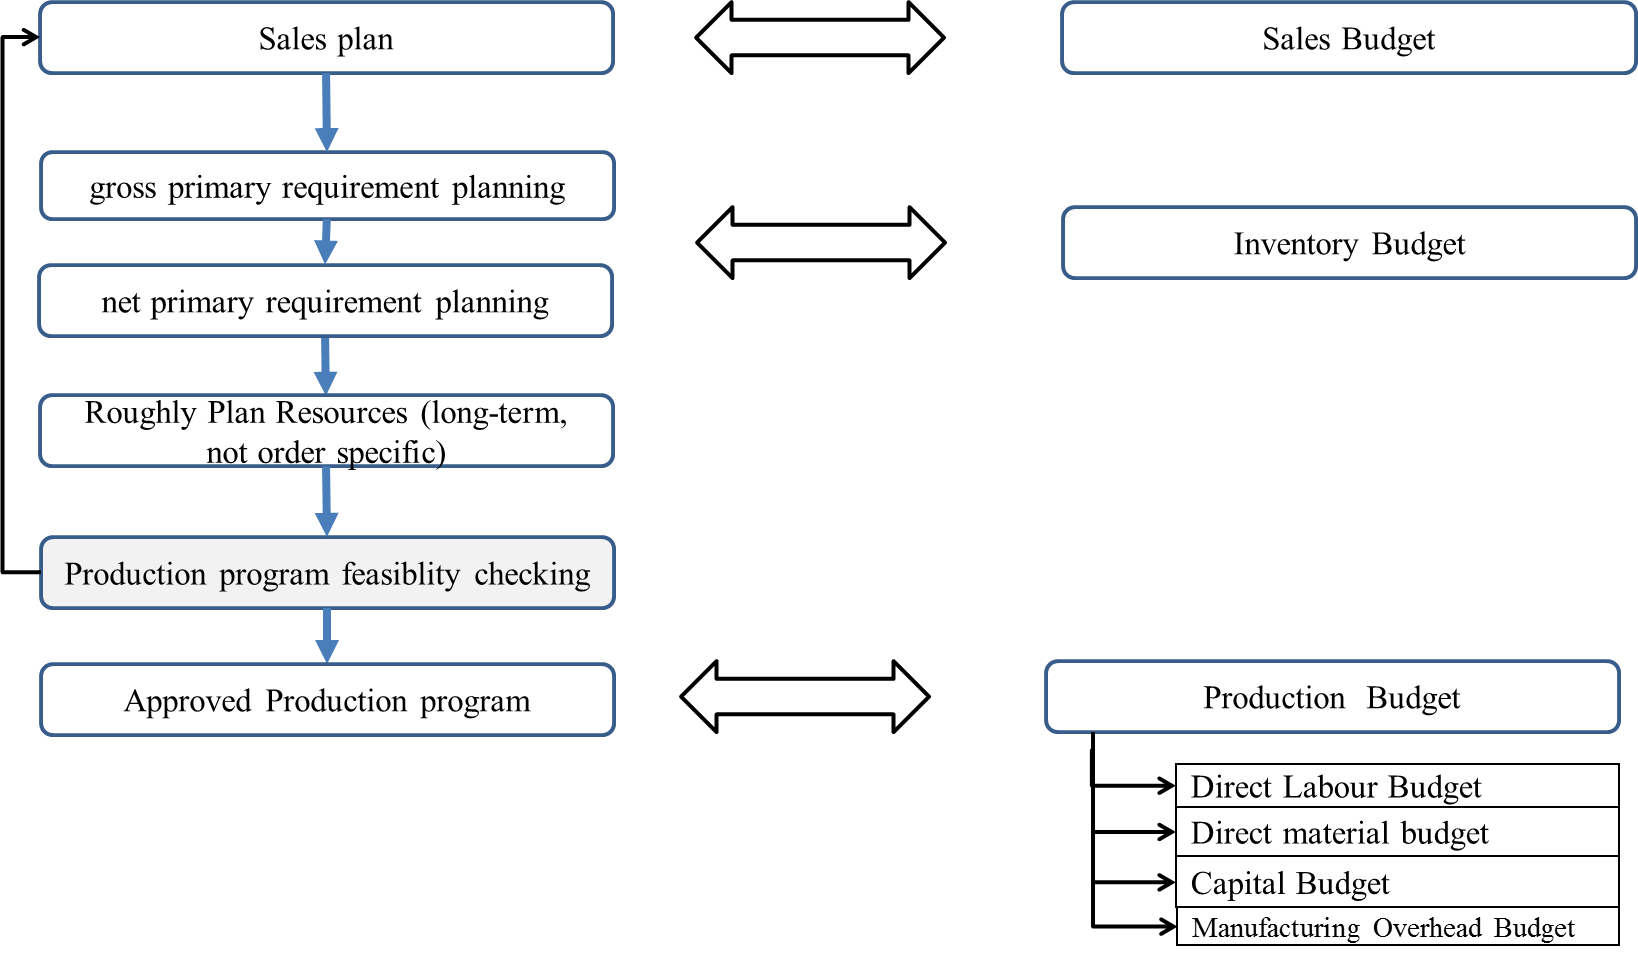 Sales plan
Sales Budget
gross primary requirement planning
Inventory Budget
net primary requirement planning
Roughly Plan Resources (long-term,
not order specific)
Production program feasiblity checking
Approved Production program
Production Budget
Direct Labour Budget
Direct material budget
Capital Budget
Manufacturing Overhead Budget